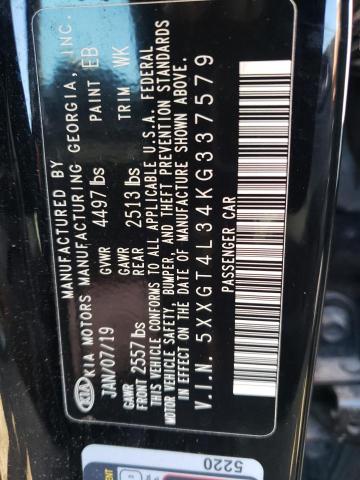 MANUFACTURED BY
KIA KIA MOTORS MANUFACTURING GEORGIA, INC.
JAN/07/19 GVWR 4497 lbs PAINT EB
GAWR FRONT 2557 lbs GAWR REAR 2513 lbs TRIM WK
THIS VEHICLE CONFORMS TO ALL APPLICABLE U.S.A. FEDERAL
MOTOR VEHICLE SAFETY, BUMPER, AND THEFT PREVENTION STANDARDS
IN EFFECT ON THE DATE OF MANUFACTURE SHOWN ABOVE.
V.I.N. 5XXGT4L34KG337579
PASSENGER CAR
5220